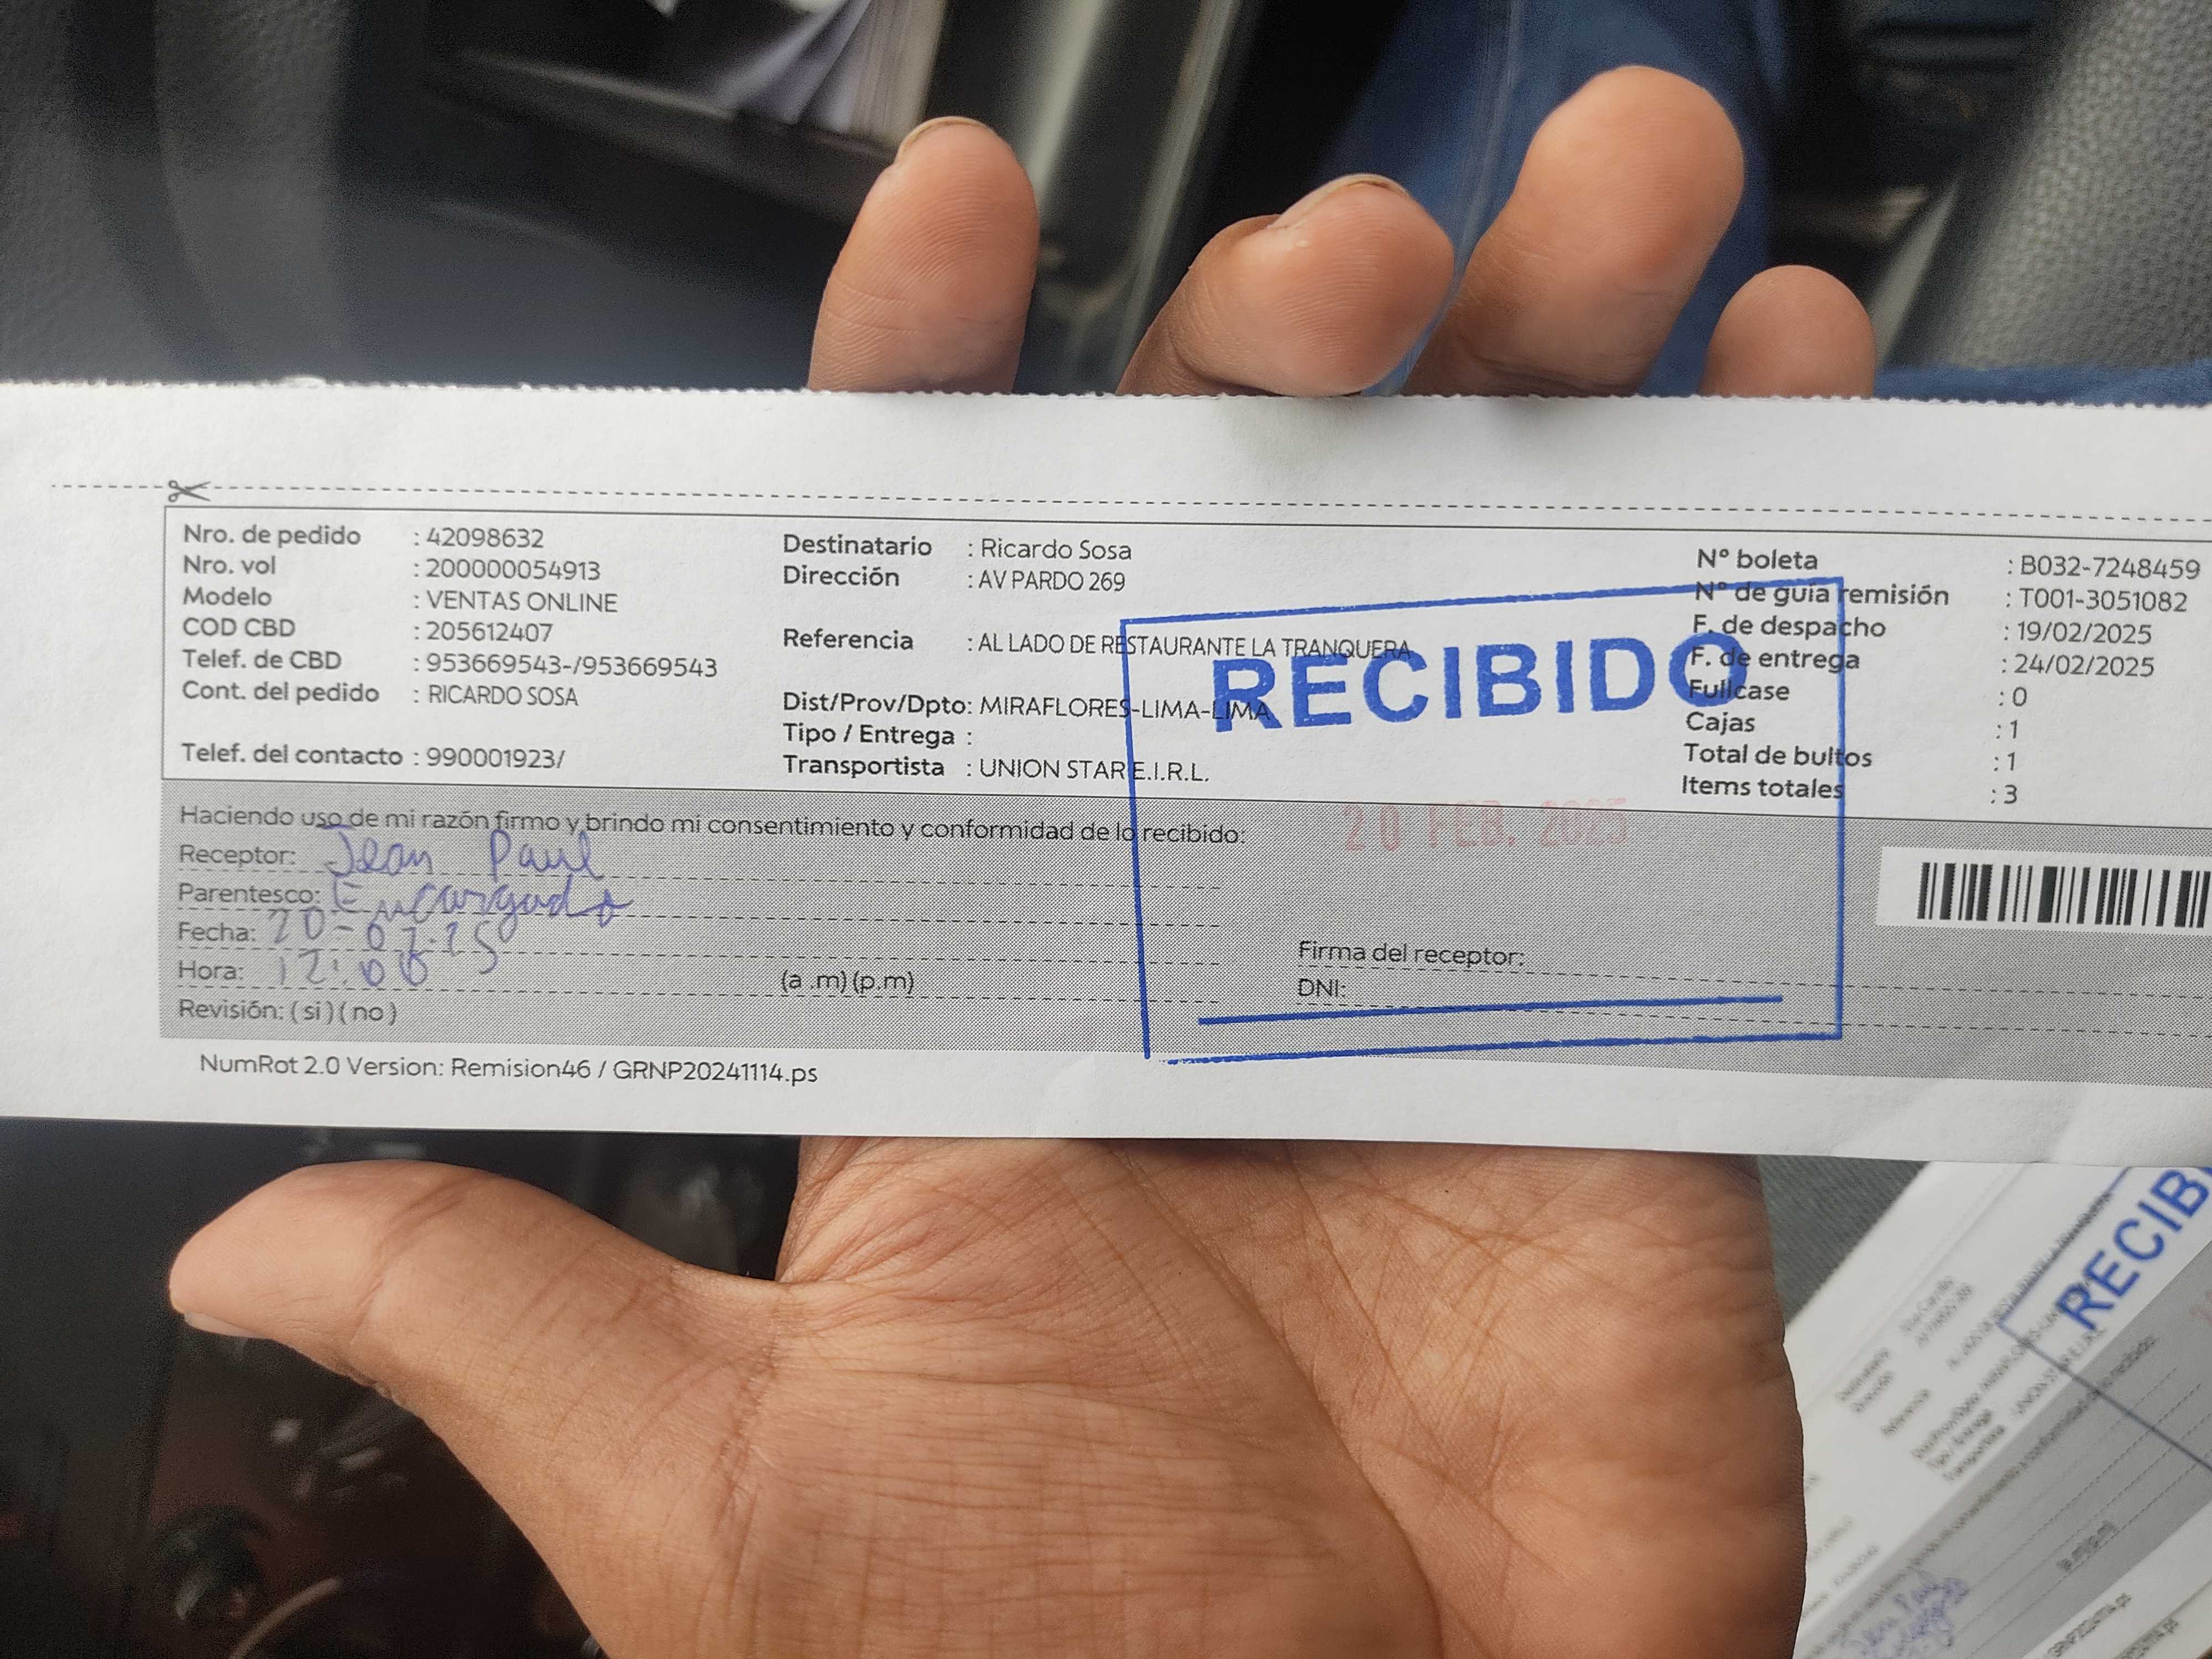 Nro. de pedido : 42098632
Nro. vol : 200000054913
Modelo : VENTAS ONLINE
COD CBD : 205612407
Telef. de CBD : 953669543-/953669543
Cont. del pedido : RICARDO SOSA
Telef. del contacto : 990001923/
Destinatario : Ricardo Sosa
Dirección : AV PARDO 269
Referencia : AL LADO DE RESTAURANTE LA TRANQUERA
Dist/Prov/Dpto: MIRAFLORES-LIMA-LIMA
Tipo / Entrega :
Transportista : UNION STAR E.I.R.L.
N° boleta : B032-7248459
N° de guía remisión : T001-3051082
F. de despacho : 19/02/2025
F. de entrega : 24/02/2025
Fullcase : 0
Cajas : 1
Total de bultos : 1
Items totales : 3
RECIBIDO
20 FEB. 2025
Haciendo uso de mi razón firmo y brindo mi consentimiento y conformidad de lo recibido:
Receptor: Jean Paul
Parentesco: Encargado
Fecha: 20-02-25
Hora: 12:00 (a .m) (p.m)
Revisión: ( si ) ( no )
Firma del receptor:
DNI:
NumRot 2.0 Version: Remision46 / GRNP20241114.ps
RECIB